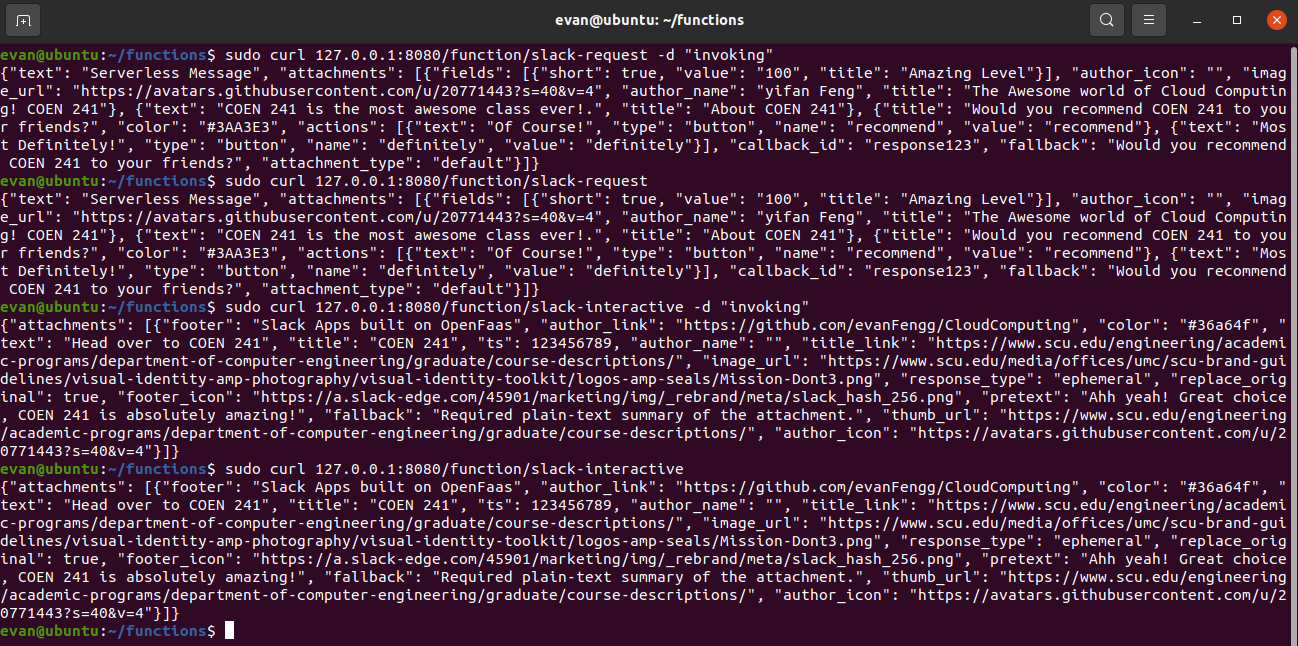 evan@ubuntu: ~/functions
evan@ubuntu:~/functions$ sudo curl 127.0.0.1:8080/function/slack-request -d "invoking"
{"text": "Serverless Message", "attachments": [{"fields": [{"short": true, "value": "100", "title": "Amazing Level"}], "author_icon": "", "imag
e_url": "https://avatars.githubusercontent.com/u/20771443?s=40&v=4", "author_name": "yifan Feng", "title": "The Awesome world of Cloud Computin
g! COEN 241"}, {"text": "COEN 241 is the most awesome class ever!.", "title": "About COEN 241"}, {"title": "Would you recommend COEN 241 to you
r friends?", "color": "#3AA3E3", "actions": [{"text": "Of Course!", "type": "button", "name": "recommend", "value": "recommend"}, {"text": "Mos
t Definitely!", "type": "button", "name": "definitely", "value": "definitely"}], "callback_id": "response123", "fallback": "Would you recommend
 COEN 241 to your friends?", "attachment_type": "default"}]}
evan@ubuntu:~/functions$ sudo curl 127.0.0.1:8080/function/slack-request
{"text": "Serverless Message", "attachments": [{"fields": [{"short": true, "value": "100", "title": "Amazing Level"}], "author_icon": "", "imag
e_url": "https://avatars.githubusercontent.com/u/20771443?s=40&v=4", "author_name": "yifan Feng", "title": "The Awesome world of Cloud Computin
g! COEN 241"}, {"text": "COEN 241 is the most awesome class ever!.", "title": "About COEN 241"}, {"title": "Would you recommend COEN 241 to you
r friends?", "color": "#3AA3E3", "actions": [{"text": "Of Course!", "type": "button", "name": "recommend", "value": "recommend"}, {"text": "Mos
t Definitely!", "type": "button", "name": "definitely", "value": "definitely"}], "callback_id": "response123", "fallback": "Would you recommend
 COEN 241 to your friends?", "attachment_type": "default"}]}
evan@ubuntu:~/functions$ sudo curl 127.0.0.1:8080/function/slack-interactive -d "invoking"
{"attachments": [{"footer": "Slack Apps built on OpenFaas", "author_link": "https://github.com/evanFengg/CloudComputing", "color": "#36a64f", "
text": "Head over to COEN 241", "title": "COEN 241", "ts": 123456789, "author_name": "", "title_link": "https://www.scu.edu/engineering/academi
c-programs/department-of-computer-engineering/graduate/course-descriptions/", "image_url": "https://www.scu.edu/media/offices/umc/scu-brand-gui
delines/visual-identity-amp-photography/visual-identity-toolkit/logos-amp-seals/Mission-Dont3.png", "response_type": "ephemeral", "replace_orig
inal": true, "footer_icon": "https://a.slack-edge.com/45901/marketing/img/_rebrand/meta/slack_hash_256.png", "pretext": "Ahh yeah! Great choice
, COEN 241 is absolutely amazing!", "fallback": "Required plain-text summary of the attachment.", "thumb_url": "https://www.scu.edu/engineering
/academic-programs/department-of-computer-engineering/graduate/course-descriptions/", "author_icon": "https://avatars.githubusercontent.com/u/2
0771443?s=40&v=4"}]}
evan@ubuntu:~/functions$ sudo curl 127.0.0.1:8080/function/slack-interactive
{"attachments": [{"footer": "Slack Apps built on OpenFaas", "author_link": "https://github.com/evanFengg/CloudComputing", "color": "#36a64f", "
text": "Head over to COEN 241", "title": "COEN 241", "ts": 123456789, "author_name": "", "title_link": "https://www.scu.edu/engineering/academi
c-programs/department-of-computer-engineering/graduate/course-descriptions/", "image_url": "https://www.scu.edu/media/offices/umc/scu-brand-gui
delines/visual-identity-amp-photography/visual-identity-toolkit/logos-amp-seals/Mission-Dont3.png", "response_type": "ephemeral", "replace_orig
inal": true, "footer_icon": "https://a.slack-edge.com/45901/marketing/img/_rebrand/meta/slack_hash_256.png", "pretext": "Ahh yeah! Great choice
, COEN 241 is absolutely amazing!", "fallback": "Required plain-text summary of the attachment.", "thumb_url": "https://www.scu.edu/engineering
/academic-programs/department-of-computer-engineering/graduate/course-descriptions/", "author_icon": "https://avatars.githubusercontent.com/u/2
0771443?s=40&v=4"}]}
evan@ubuntu:~/functions$